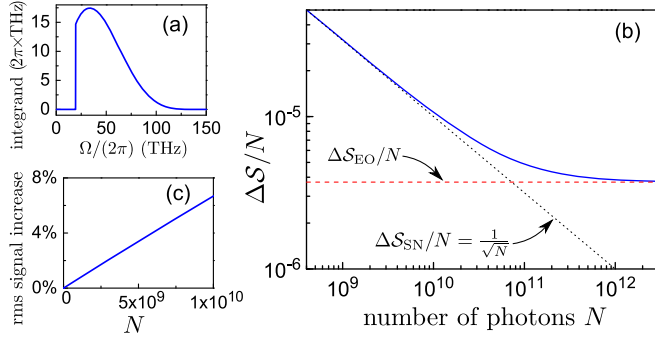 (a)
integrand (2π×THz)
15
10
5
0
0 50 100 150
Ω/(2π) (THz)
(c)
rms signal increase
8%
4%
0%
0 5x10⁹ 1x10¹⁰
N
(b)
ΔS/N
10⁻⁵
10⁻⁶
ΔS_EO/N
ΔS_SN/N = 1/√N
10⁹ 10¹⁰ 10¹¹ 10¹²
number of photons N